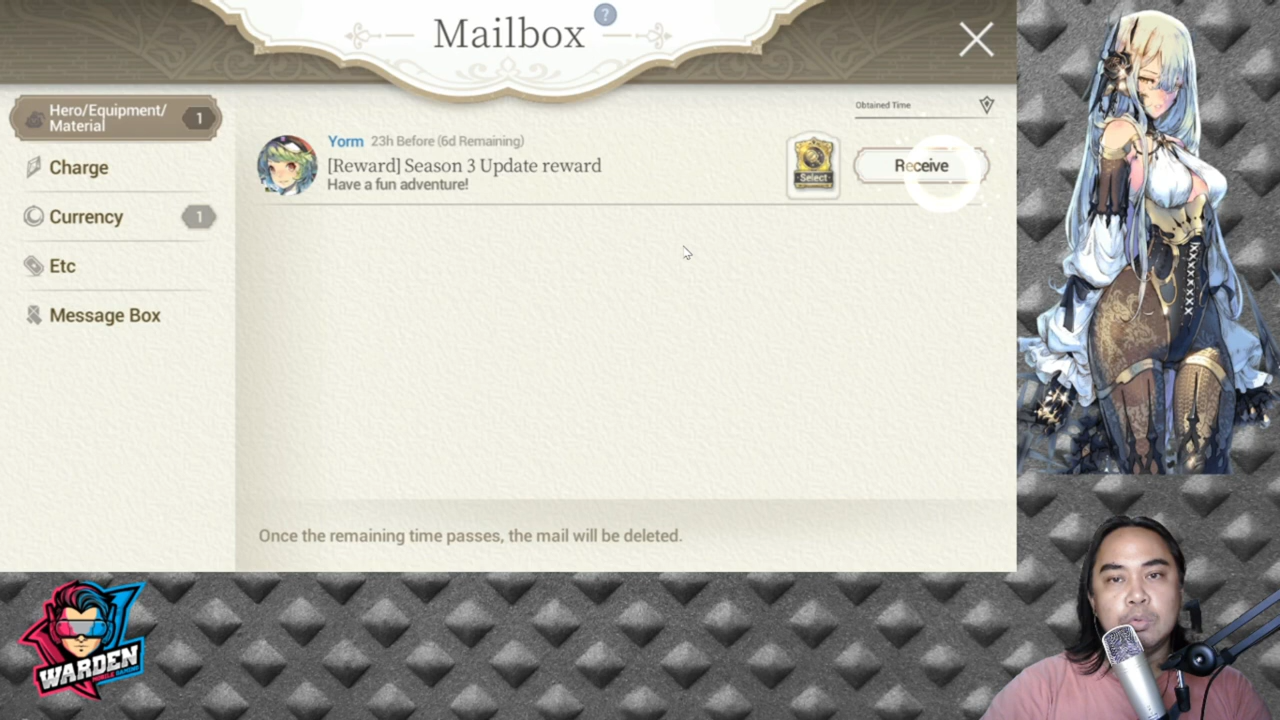 Mailbox
?
Hero/Equipment/
Material
1
Obtained Time
Yorm 23h Before (6d Remaining)
[Reward] Season 3 Update reward
Have a fun adventure!
Select
Receive
Charge
Currency
1
Etc
Message Box
Once the remaining time passes, the mail will be deleted.
WARDEN
MOBILE GAMING